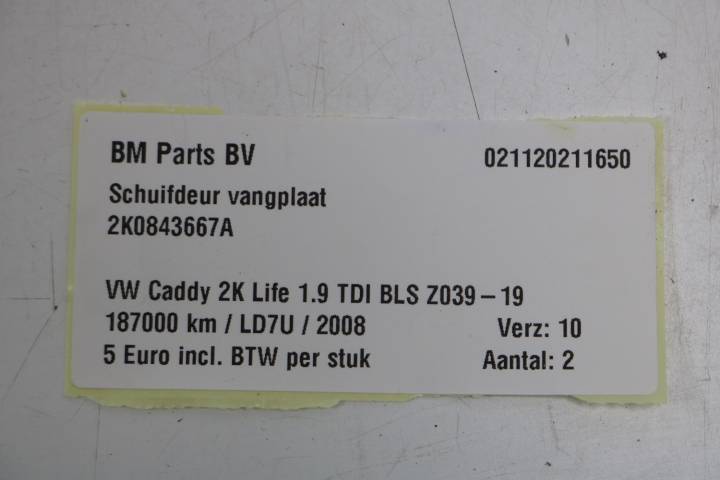 BM Parts BV 021120211650
Schuifdeur vangplaat
2K0843667A
VW Caddy 2K Life 1.9 TDI BLS Z039 – 19
187000 km / LD7U / 2008 Verz: 10
5 Euro incl. BTW per stuk Aantal: 2